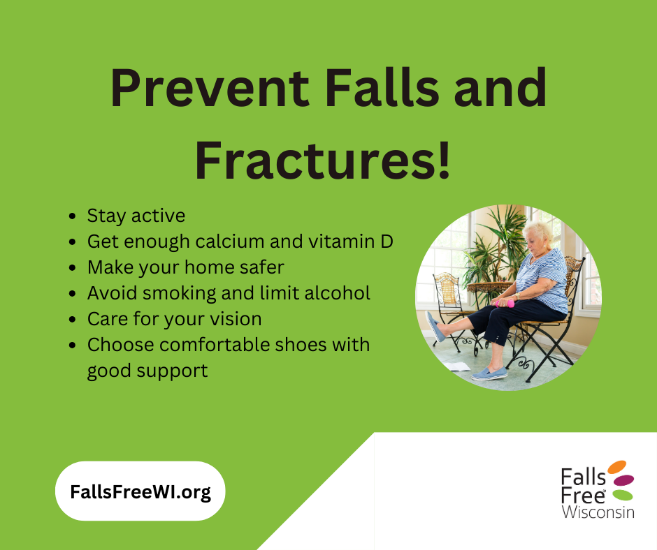 Prevent Falls and
Fractures!
• Stay active
• Get enough calcium and vitamin D
• Make your home safer
• Avoid smoking and limit alcohol
• Care for your vision
• Choose comfortable shoes with
good support
FallsFreeWI.org
Falls
Free
Wisconsin